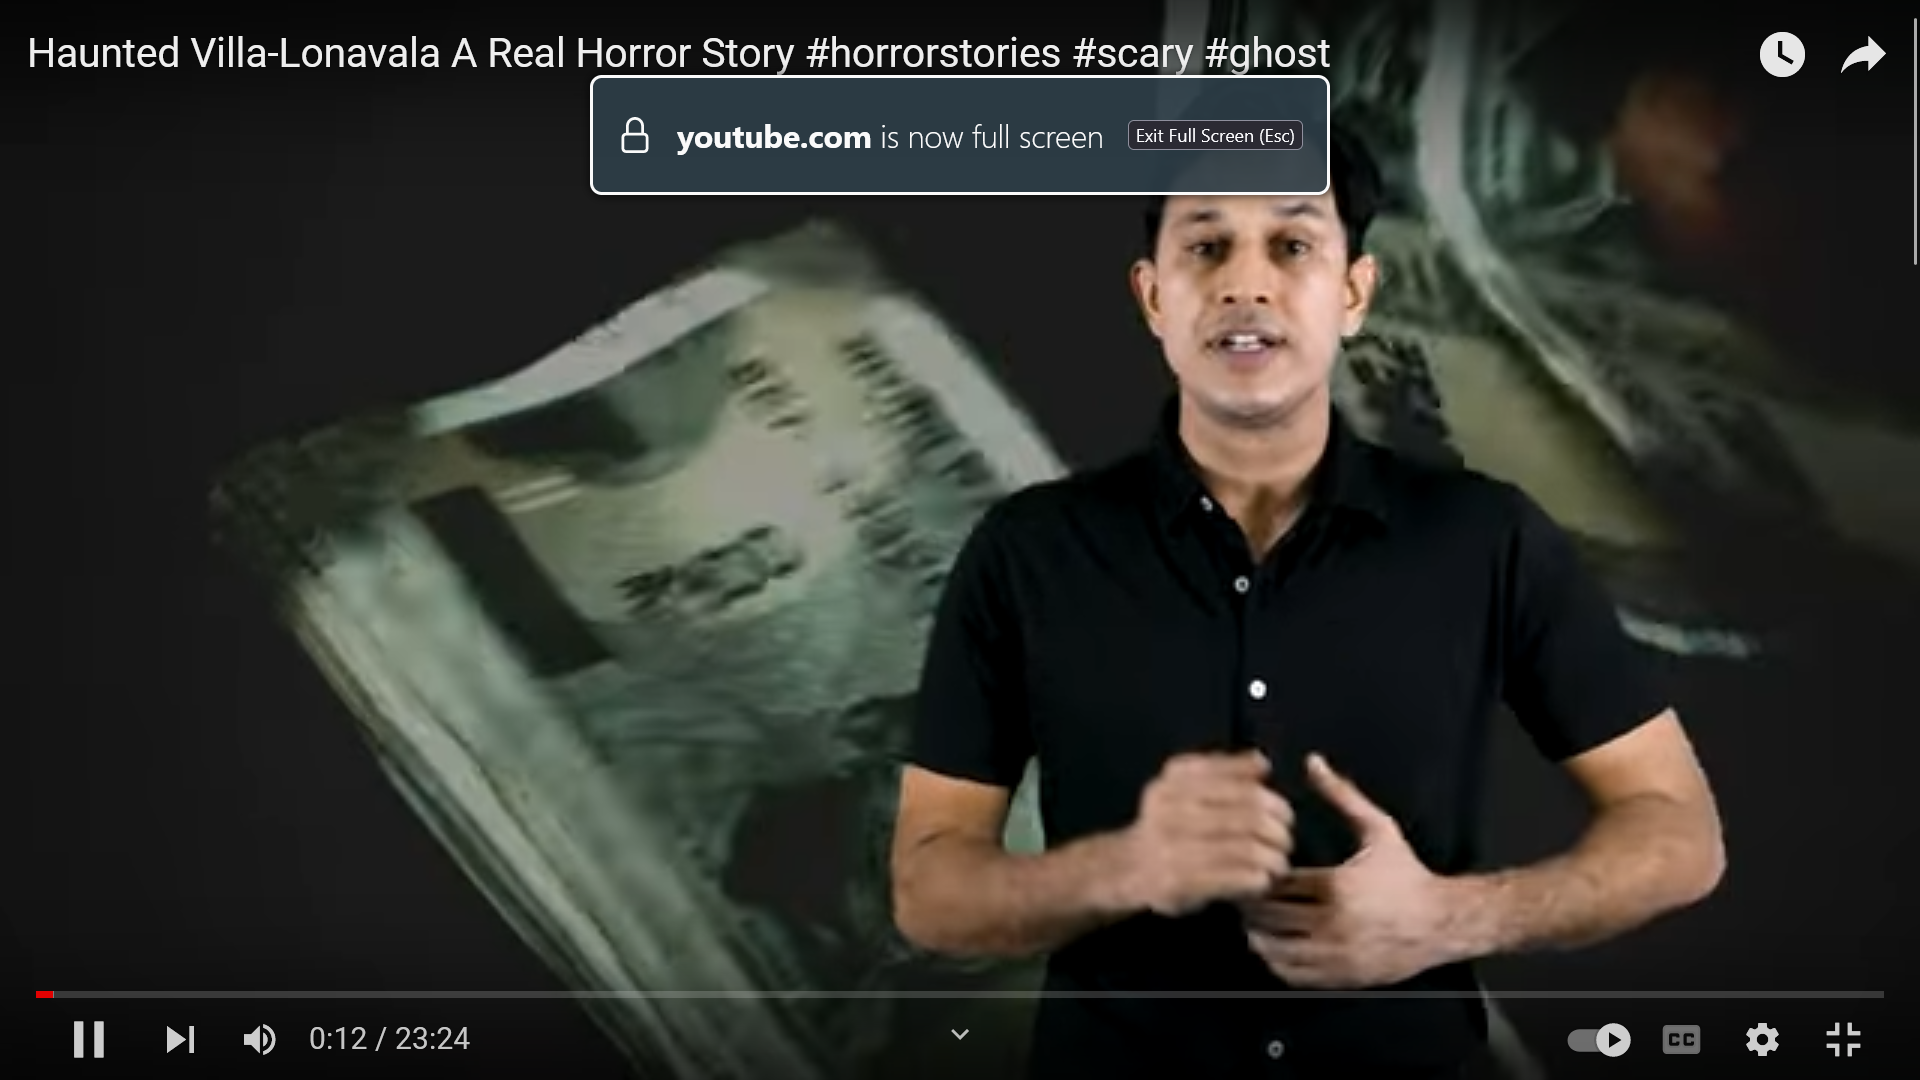 Haunted Villa-Lonavala A Real Horror Story #horrorstories #scary #ghost
youtube.com is now full screen Exit Full Screen (Esc)
0:12 / 23:24
CC